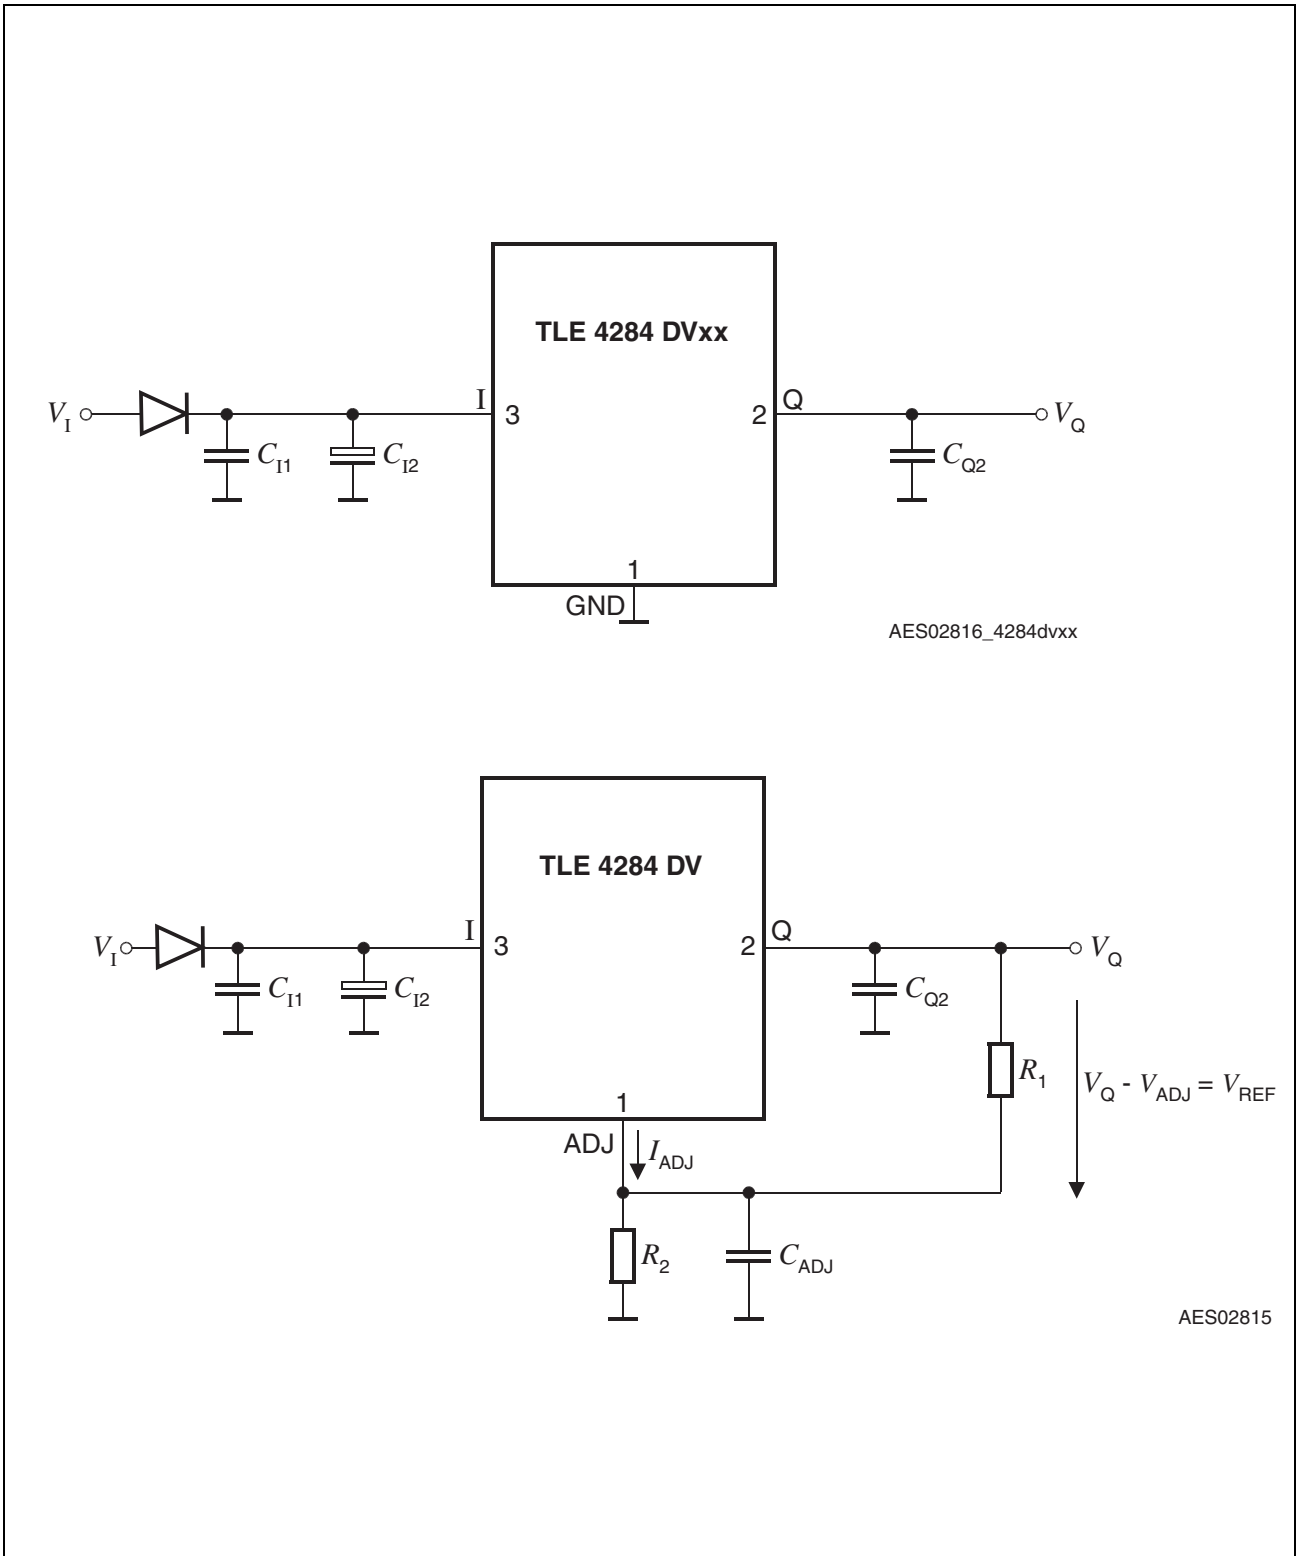 TLE 4284 DVxx
V_I
I
3
2
Q
V_Q
C_I1
C_I2
C_Q2
1
GND
AES02816_4284dvxx
TLE 4284 DV
V_I
I
3
2
Q
V_Q
C_I1
C_I2
C_Q2
R_1
V_Q - V_ADJ = V_REF
1
ADJ
I_ADJ
R_2
C_ADJ
AES02815